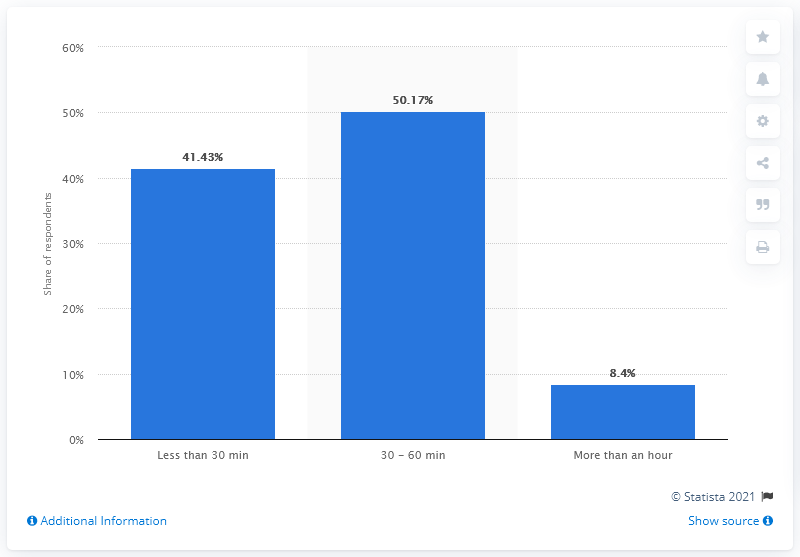 60%
50%
40%
30%
20%
10%
0%
Share of respondents
41.43%
50.17%
8.4%
Less than 30 min
30 - 60 min
More than an hour
© Statista 2021
Additional Information
Show source